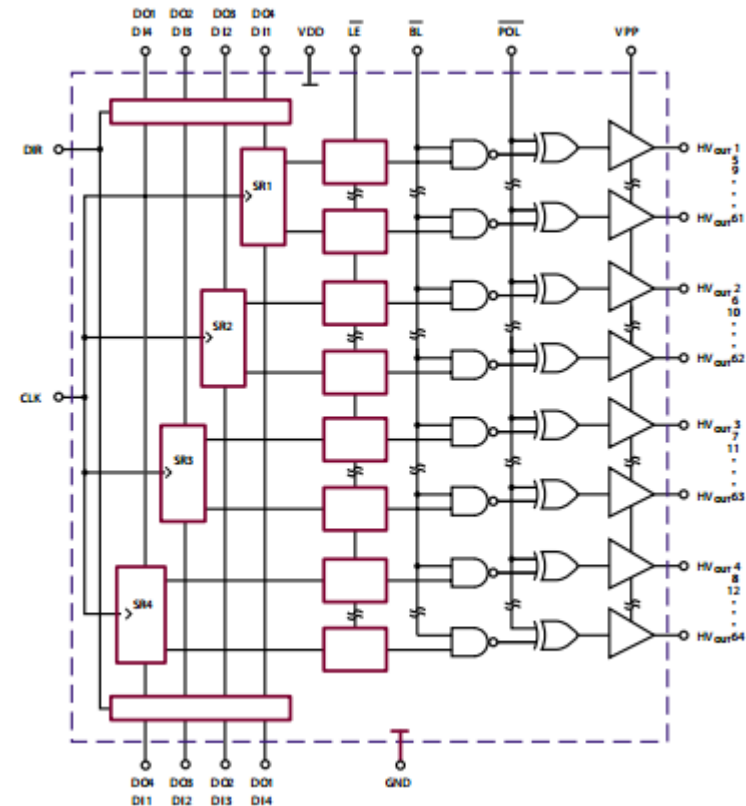 DO1 DO2 DO3 DO4
DI4 DI3 DI2 DI1 VDD LE BL POL VPP
DIR
CLK
SR1
SR2
SR3
SR4
HVOUT 1
5
9
HVOUT 61
HVOUT 2
6
10
HVOUT 62
HVOUT 3
7
11
HVOUT 63
HVOUT 4
8
12
HVOUT 64
DO4 DO3 DO2 DO1 GND
DI1 DI2 DI3 DI4